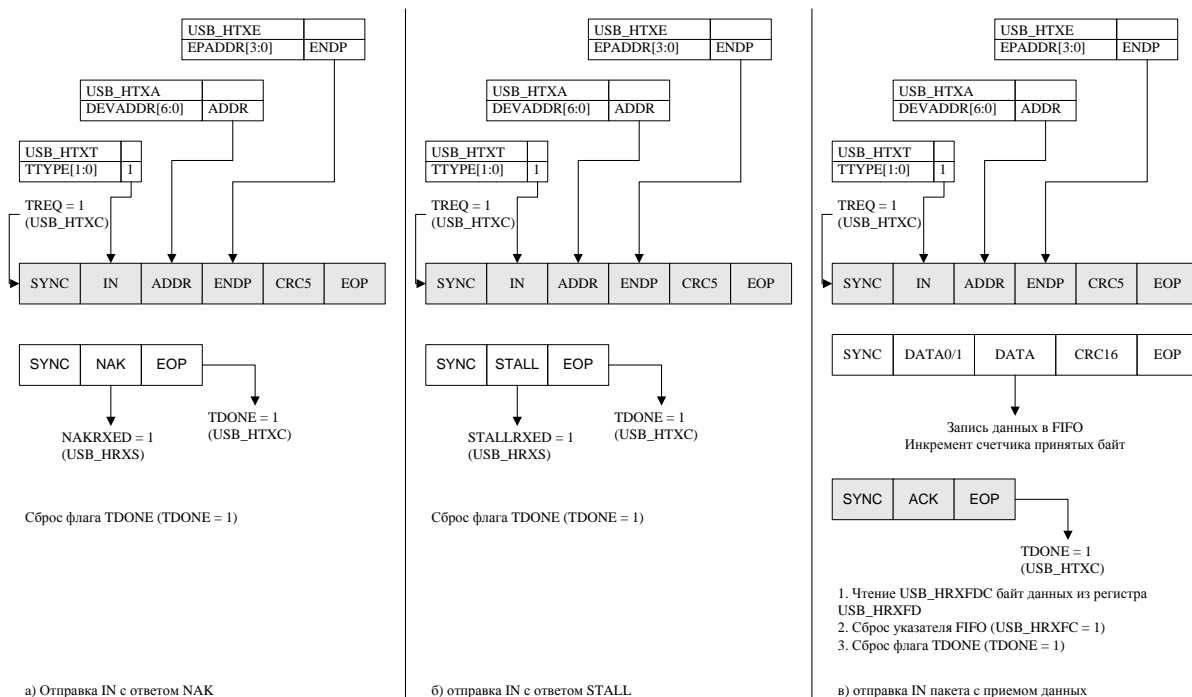 USB_HTXE
EPADDR[3:0] ENDP
USB_HTXA
DEVADDR[6:0] ADDR
USB_HTXT
TTYPE[1:0] 1
TREQ = 1
(USB_HTXC)
SYNC IN ADDR ENDP CRC5 EOP
SYNC NAK EOP
TDONE = 1
(USB_HTXC)
NAKRXED = 1
(USB_HRXS)
Сброс флага TDONE (TDONE = 1)
а) Отправка IN с ответом NAK
USB_HTXE
EPADDR[3:0] ENDP
USB_HTXA
DEVADDR[6:0] ADDR
USB_HTXT
TTYPE[1:0] 1
TREQ = 1
(USB_HTXC)
SYNC IN ADDR ENDP CRC5 EOP
SYNC STALL EOP
TDONE = 1
(USB_HTXC)
STALLRXED = 1
(USB_HRXS)
Сброс флага TDONE (TDONE = 1)
б) отправка IN с ответом STALL
USB_HTXE
EPADDR[3:0] ENDP
USB_HTXA
DEVADDR[6:0] ADDR
USB_HTXT
TTYPE[1:0] 1
TREQ = 1
(USB_HTXC)
SYNC IN ADDR ENDP CRC5 EOP
SYNC DATA0/1 DATA CRC16 EOP
Запись данных в FIFO
Инкремент счетчика принятых байт
SYNC ACK EOP
TDONE = 1
(USB_HTXC)
1. Чтение USB_HRXFDC байт данных из регистра
USB_HRXFD
2. Сброс указателя FIFO (USB_HRXFC = 1)
3. Сброс флага TDONE (TDONE = 1)
в) отправка IN пакета с приемом данных